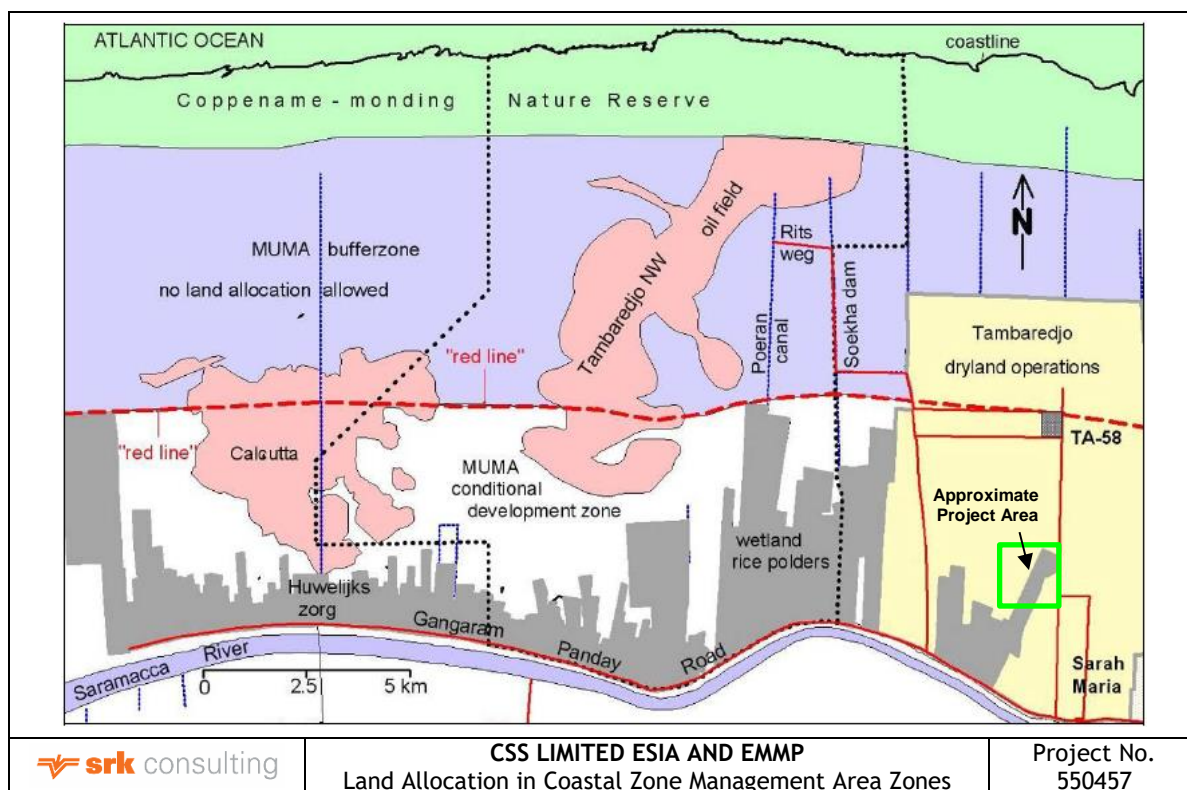 ATLANTIC OCEAN
coastline
Coppename - monding Nature Reserve
N
oil field
Tambaredjo NW
Rits
weg
MUMA bufferzone
no land allocation allowed
Poeran
canal
Soekha dam
Tambaredjo
dryland operations
"red line"
"red line"
TA-58
Calcutta
MUMA
conditional
development zone
Approximate
Project Area
wetland
rice polders
Huwelijks
zorg
Gangaram Panday Road
Saramacca River
0 2.5 5 km
Sarah
Maria
srk consulting
CSS LIMITED ESIA AND EMMP
Land Allocation in Coastal Zone Management Area Zones
Project No.
550457